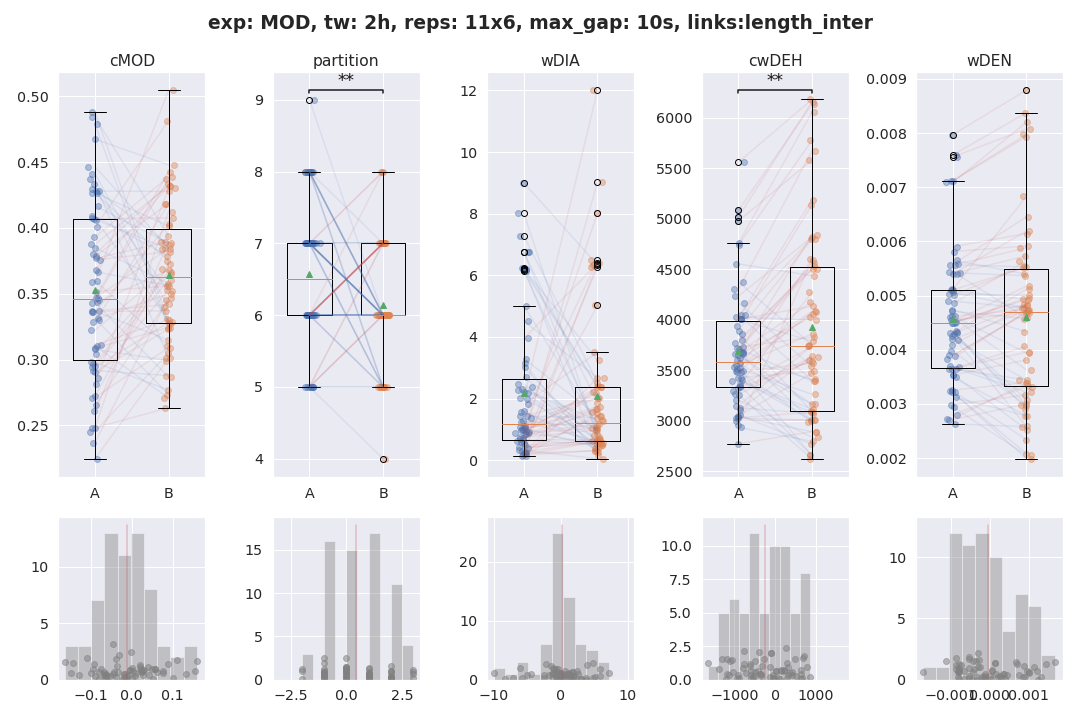 exp: MOD, tw: 2h, reps: 11x6, max_gap: 10s, links:length_inter
cMOD partition wDIA cwDEH wDEN
** **
0.50 0.45 0.40 0.35 0.30 0.25
A B
9 8 7 6 5 4
A B
12 10 8 6 4 2 0
A B
6000 5500 5000 4500 4000 3500 3000 2500
A B
0.009 0.008 0.007 0.006 0.005 0.004 0.003 0.002
A B
10 5 0
−0.1 0.0 0.1
15 10 5 0
−2.5 0.0 2.5
20 10 0
−10 0 10
10.0 7.5 5.0 2.5 0.0
−1000 0 1000
10 5 0
−0.001 0.000 0.001